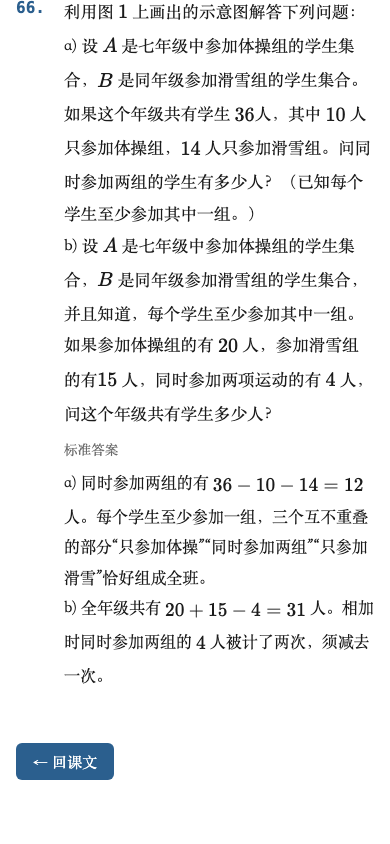 66. 利用图 1 上画出的示意图解答下列问题：
a) 设 A 是七年级中参加体操组的学生集
合，B 是同年级参加滑雪组的学生集合。
如果这个年级共有学生 36人，其中 10 人
只参加体操组，14 人只参加滑雪组。问同
时参加两组的学生有多少人？（已知每个
学生至少参加其中一组。）
b) 设 A 是七年级中参加体操组的学生集
合，B 是同年级参加滑雪组的学生集合，
并且知道，每个学生至少参加其中一组。
如果参加体操组的有 20 人，参加滑雪组
的有15 人，同时参加两项运动的有 4 人，
问这个年级共有学生多少人？
标准答案
a) 同时参加两组的有 36 − 10 − 14 = 12
人。每个学生至少参加一组，三个互不重叠
的部分“只参加体操”“同时参加两组”“只参加
滑雪”恰好组成全班。
b) 全年级共有 20 + 15 − 4 = 31 人。相加
时同时参加两组的 4 人被计了两次，须减去
一次。
← 回课文